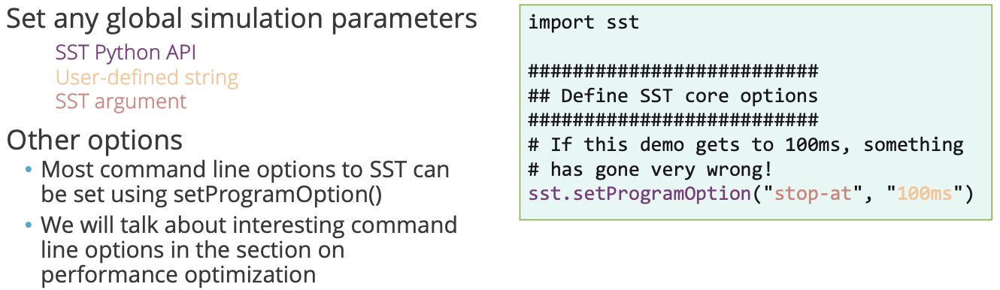 Set any global simulation parameters
SST Python API
User-defined string
SST argument
Other options
• Most command line options to SST can
be set using setProgramOption()
• We will talk about interesting command
line options in the section on
performance optimization
import sst
##########################
## Define SST core options
##########################
# If this demo gets to 100ms, something
# has gone very wrong!
sst.setProgramOption("stop-at", "100ms")